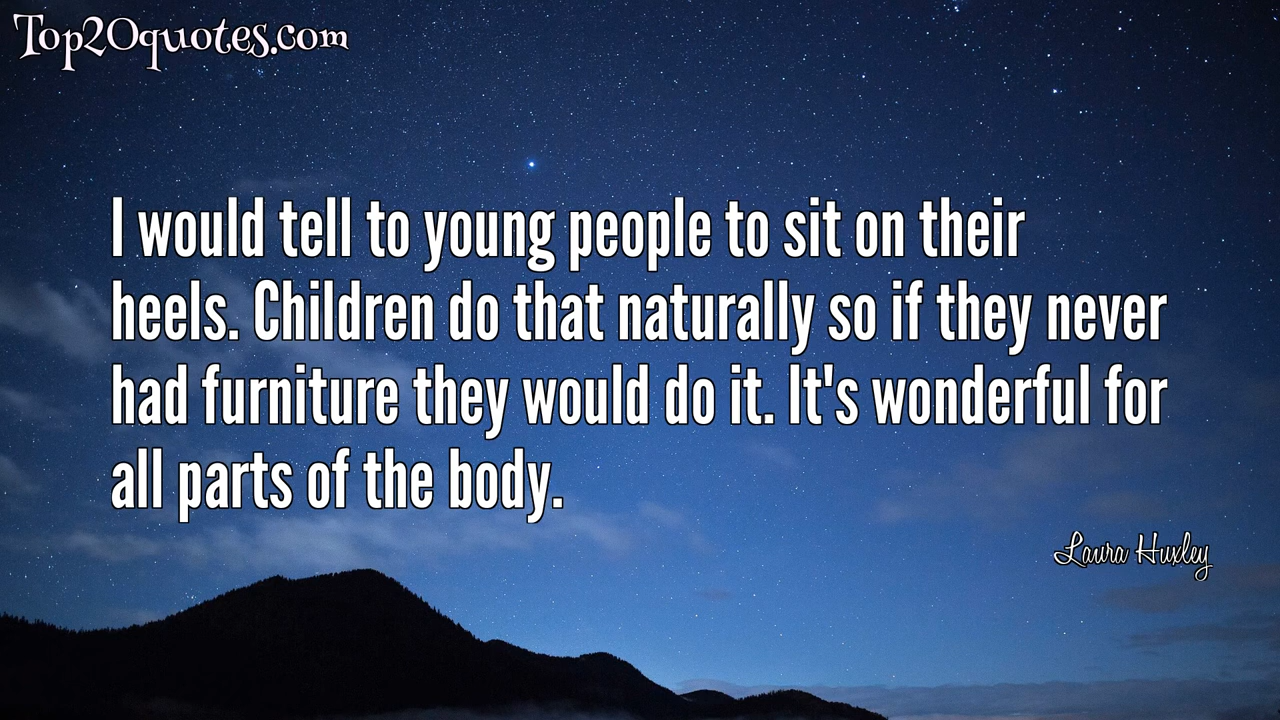 Top20quotes.com
I would tell to young people to sit on their
heels. Children do that naturally so if they never
had furniture they would do it. It's wonderful for
all parts of the body.
Laura Huxley